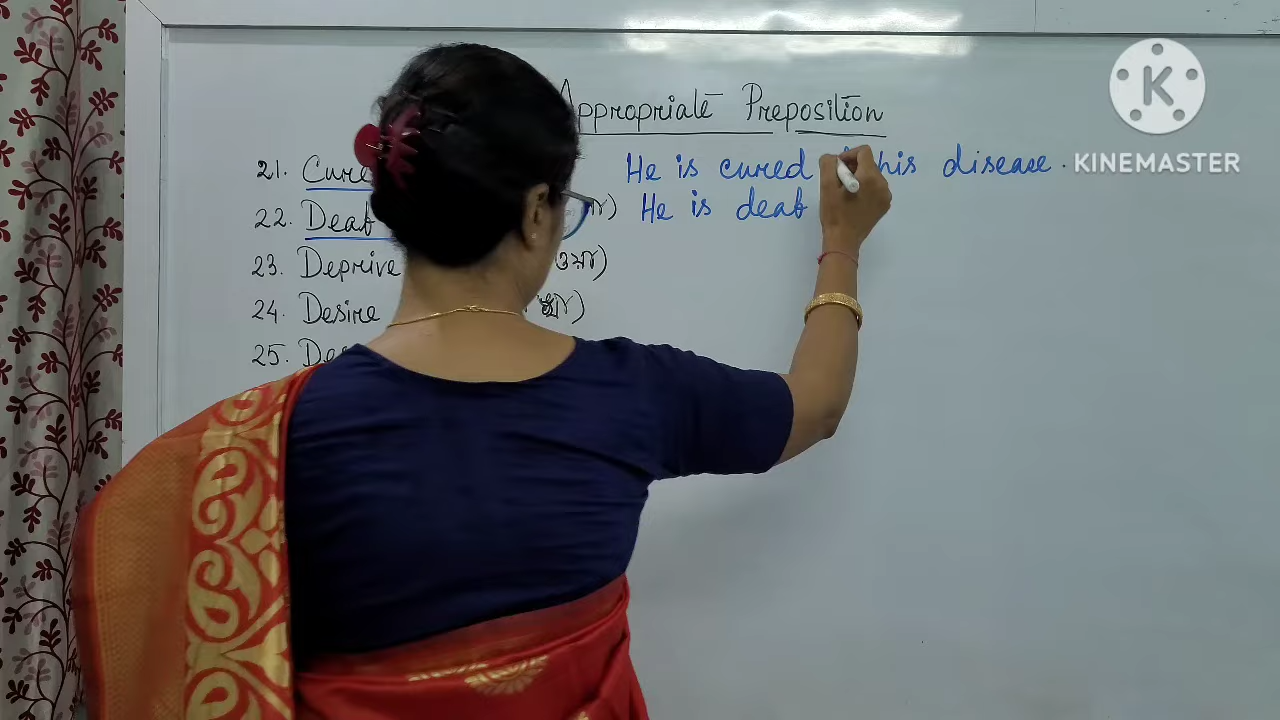 Appropriate Preposition
21. Cure He is cured his disease.
22. Deaf He is deaf
23. Deprive
24. Desire
25.
K
KINEMASTER